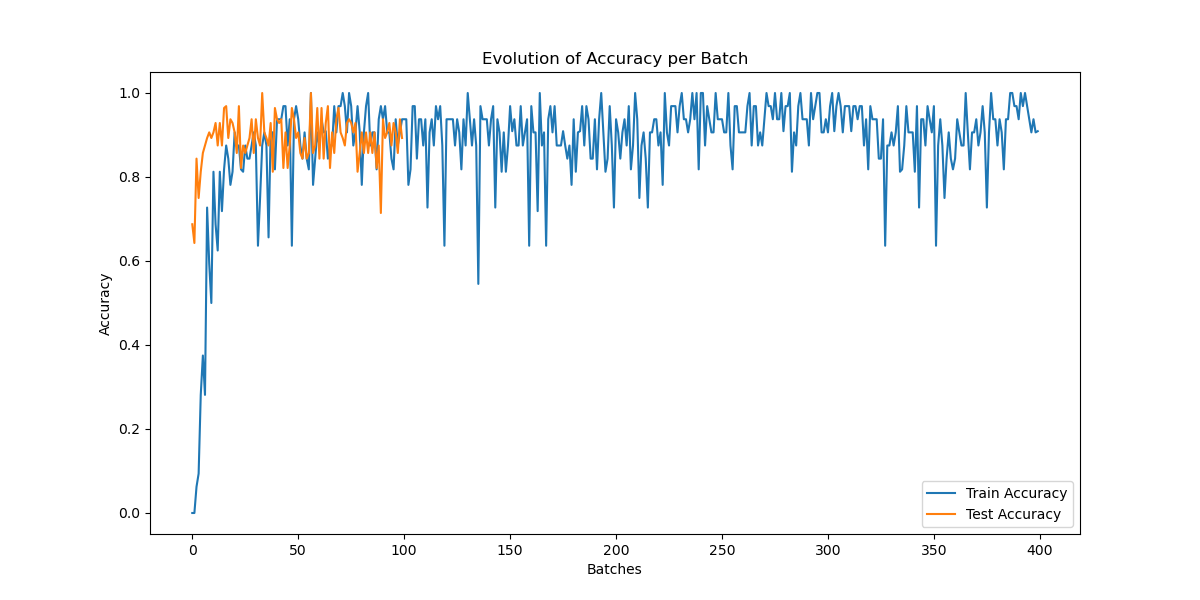 Evolution of Accuracy per Batch
1.0
0.8
0.6
0.4
0.2
0.0
Accuracy
0 50 100 150 200 250 300 350 400
Batches
Train Accuracy
Test Accuracy